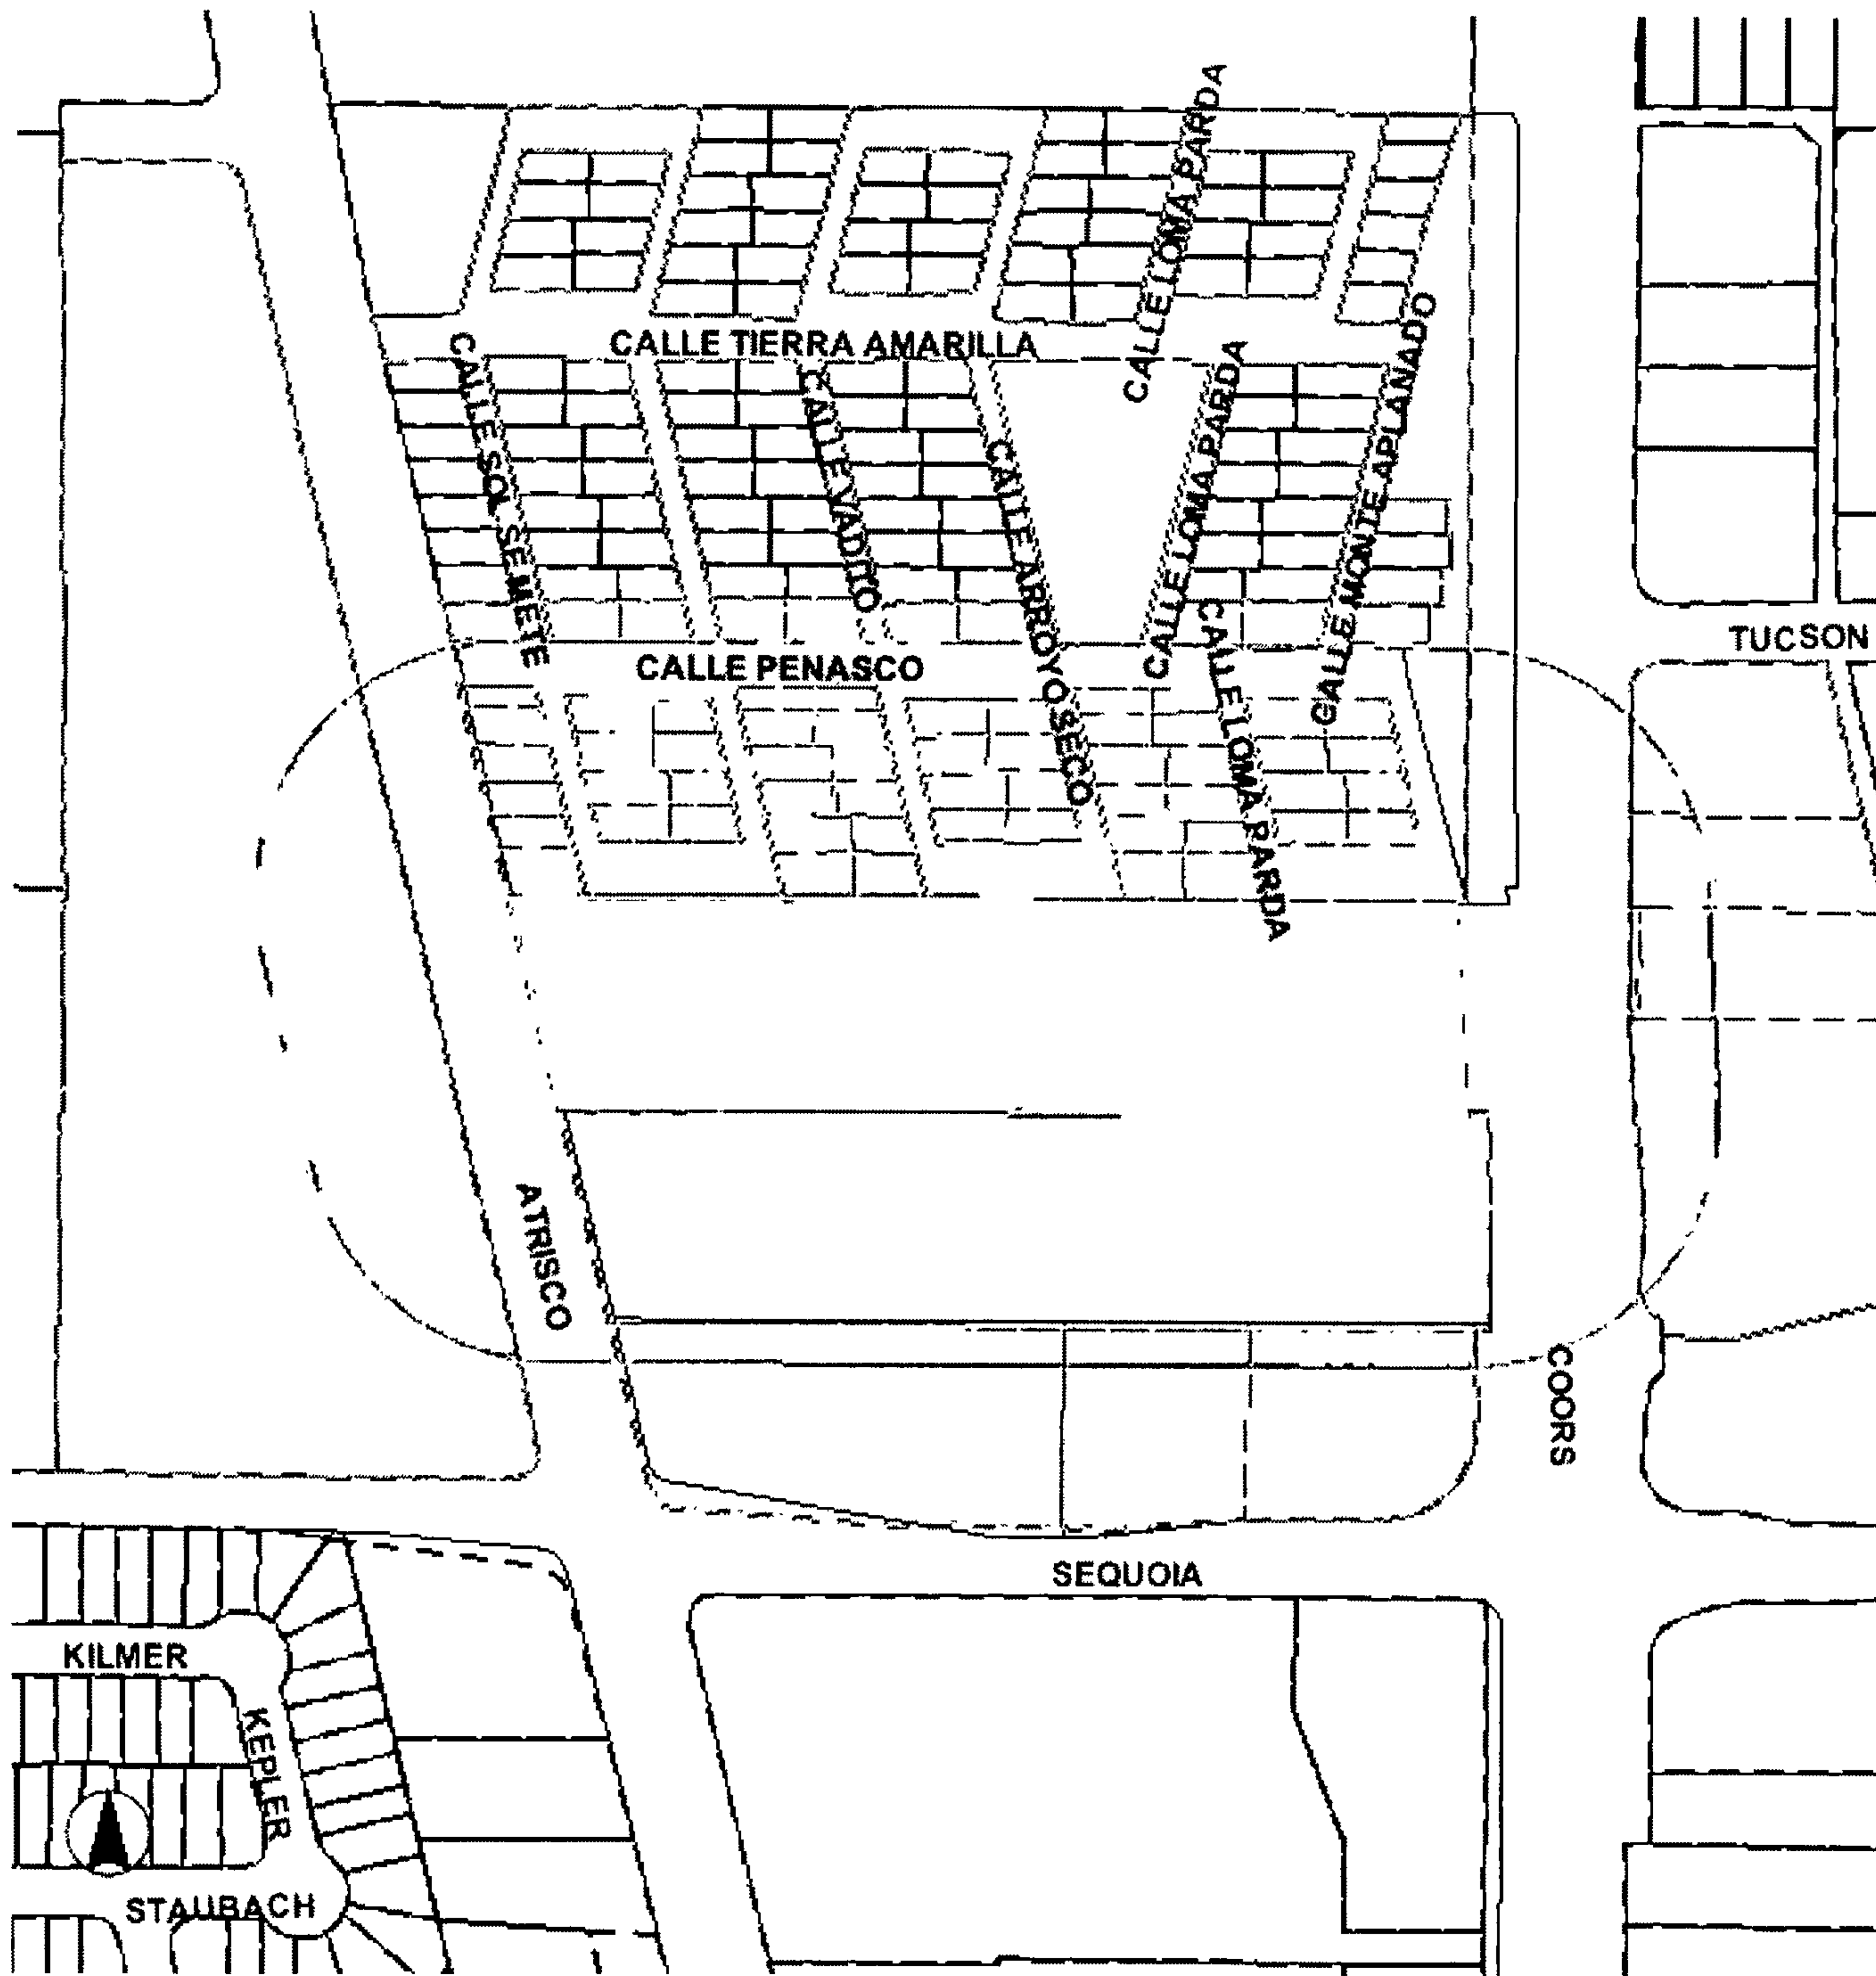 CALLE LOMA PARDA
CALLE TIERRA AMARILLA
CALLE SOL SE METE
CALLE VADITO
CALLE ARROYO SECO
CALLE LOMA PARDA
CALLE MONTE APLANADO
CALLE PENASCO
CALLE LOMA PARDA
TUCSON
ATRISCO
COORS
SEQUOIA
KILMER
KEPLER
STAUBACH